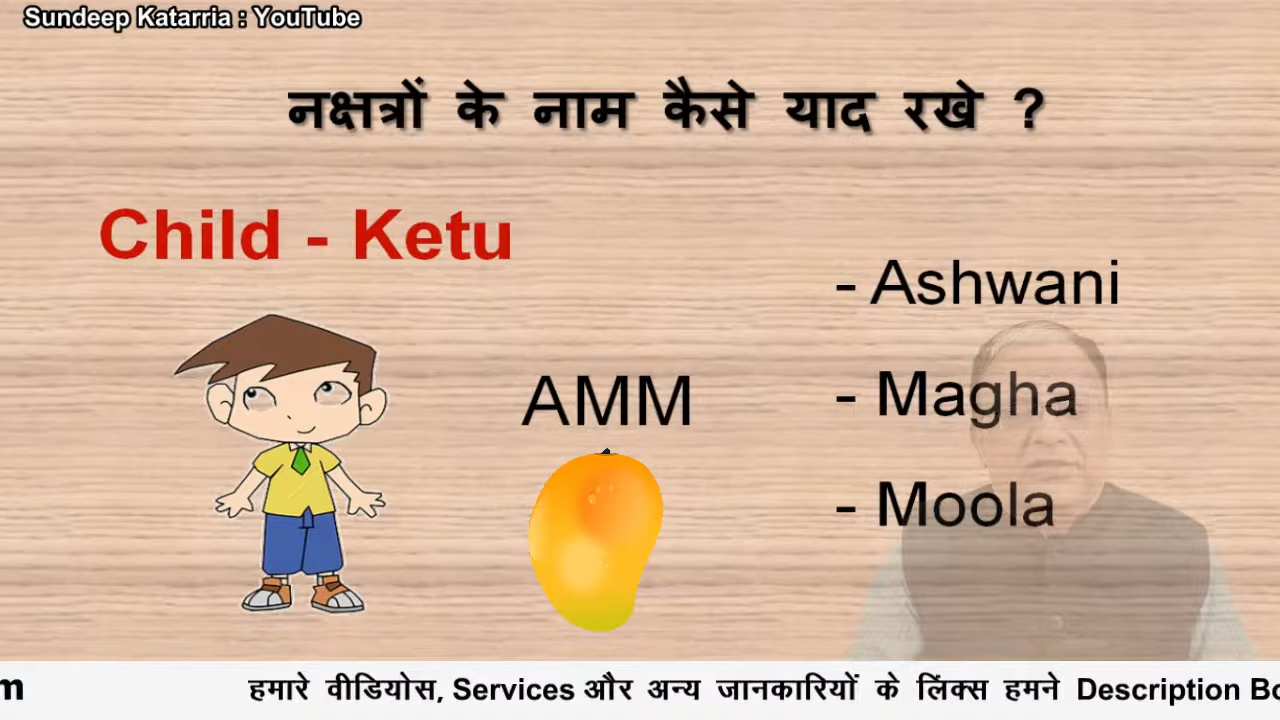 Sundeep Katarria : YouTube
नक्षत्रों के नाम कैसे याद रखे ?
Child - Ketu
- Ashwani
AMM
- Magha
- Moola
हमारे वीडियोस, Services और अन्य जानकारियों के लिंक्स हमने Description